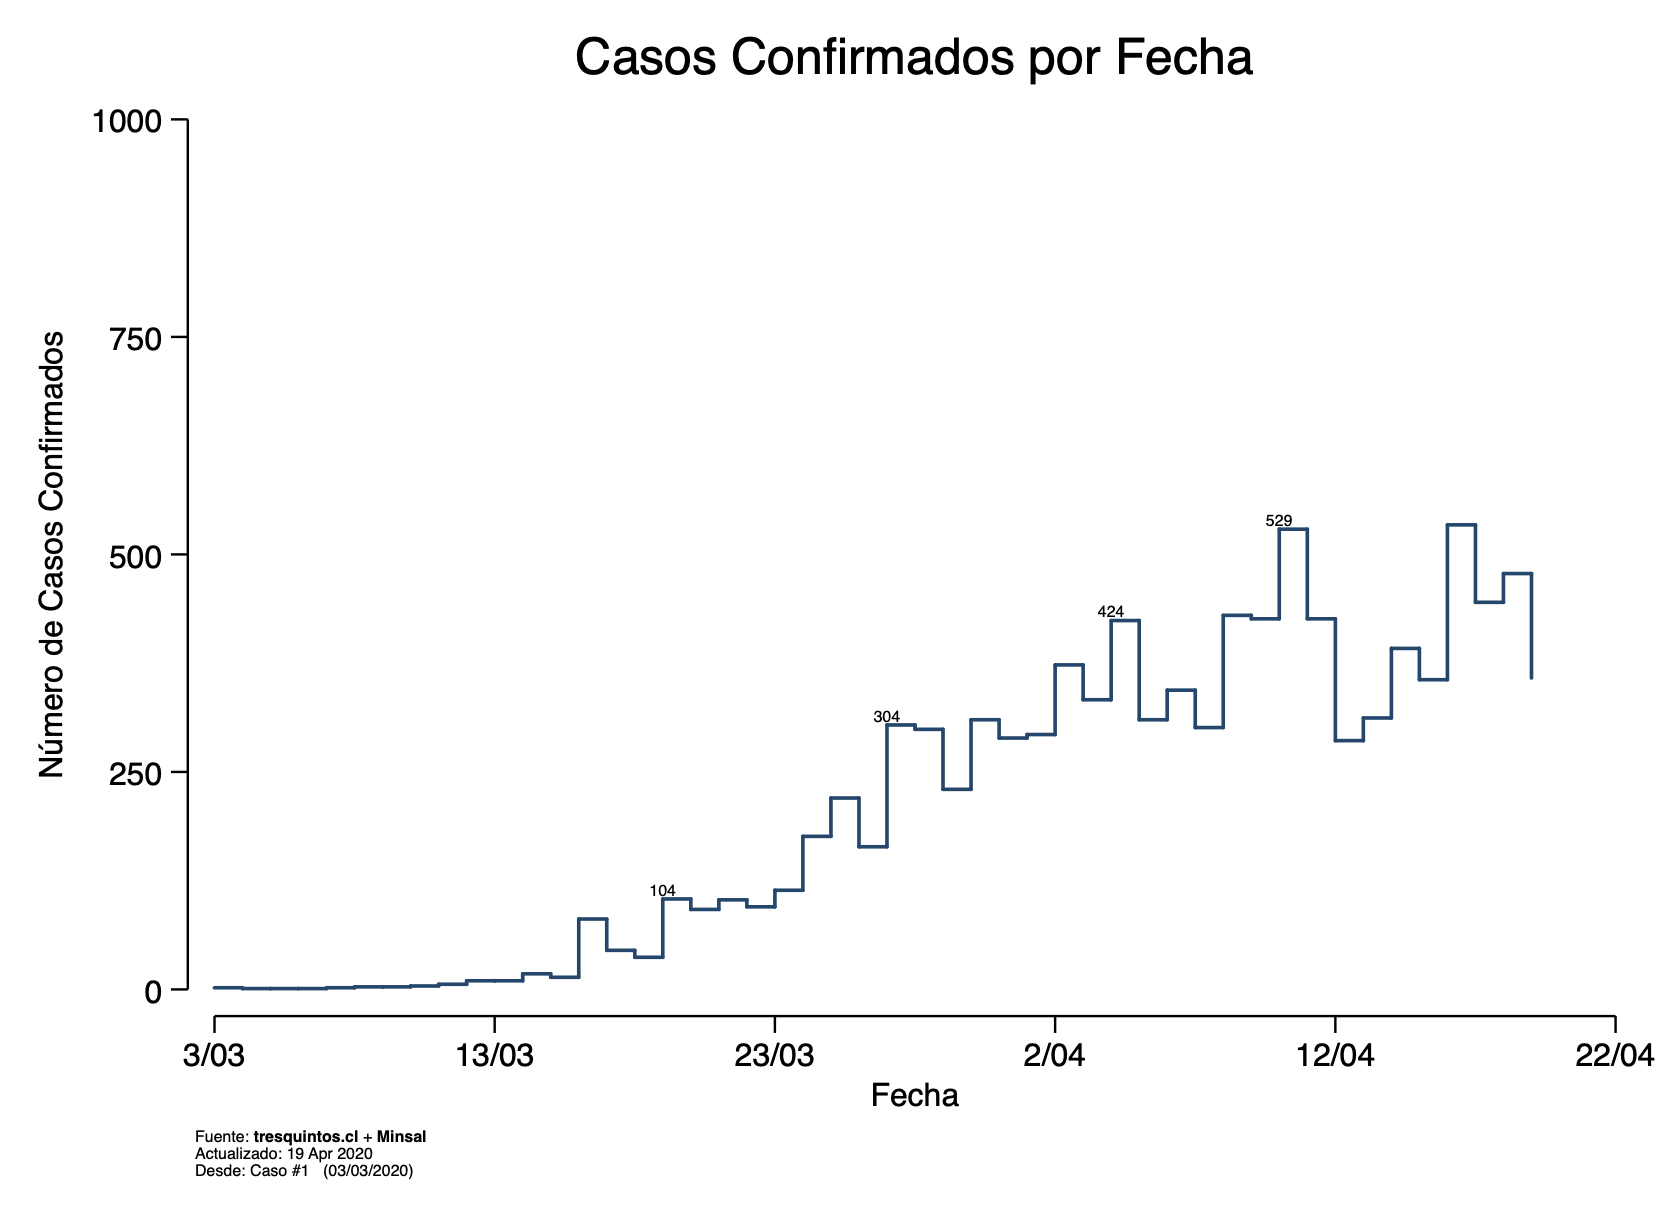 Casos Confirmados por Fecha
1000
750
500
250
0
Número de Casos Confirmados
104
304
424
529
3/03 13/03 23/03 2/04 12/04 22/04
Fecha
Fuente: tresquintos.cl + Minsal
Actualizado: 19 Apr 2020
Desde: Caso #1 (03/03/2020)